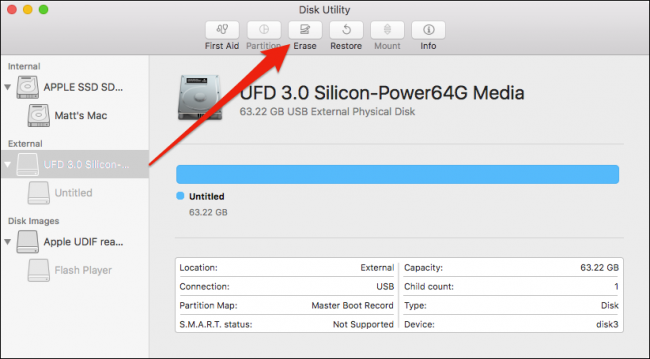 Disk Utility
First Aid Partition Erase Restore Mount Info
Internal
APPLE SSD SD...
Matt's Mac
External
UFD 3.0 Silicon-...
Untitled
Disk Images
Apple UDIF rea...
Flash Player
UFD 3.0 Silicon-Power64G Media
63.22 GB USB External Physical Disk
Untitled
63.22 GB
Location: External Capacity: 63.22 GB
Connection: USB Child count: 1
Partition Map: Master Boot Record Type: Disk
S.M.A.R.T. status: Not Supported Device: disk3